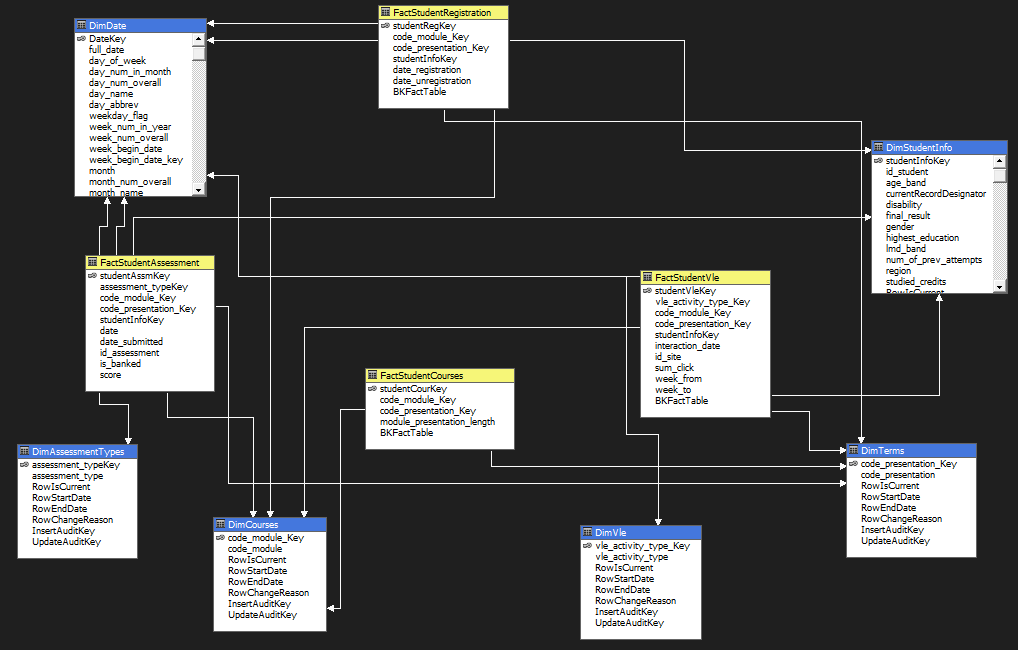 FactStudentRegistration
studentRegKey
code_module_Key
code_presentation_Key
studentInfoKey
date_registration
date_unregistration
BKFactTable
DimDate
DateKey
full_date
day_of_week
day_num_in_month
day_num_overall
day_name
day_abbrev
weekday_flag
week_num_in_year
week_num_overall
week_begin_date
week_begin_date_key
month
month_num_overall
month_name
DimStudentInfo
studentInfoKey
id_student
age_band
currentRecordDesignator
disability
final_result
gender
highest_education
lmd_band
num_of_prev_attempts
region
studied_credits
RowIsCurrent
FactStudentAssessment
studentAssmKey
assessment_typeKey
code_module_Key
code_presentation_Key
studentInfoKey
date
date_submitted
id_assessment
is_banked
score
FactStudentVle
studentVleKey
vle_activity_type_Key
code_module_Key
code_presentation_Key
studentInfoKey
interaction_date
id_site
sum_click
week_from
week_to
BKFactTable
FactStudentCourses
studentCourKey
code_module_Key
code_presentation_Key
module_presentation_length
BKFactTable
DimAssessmentTypes
assessment_typeKey
assessment_type
RowIsCurrent
RowStartDate
RowEndDate
RowChangeReason
InsertAuditKey
UpdateAuditKey
DimTerms
code_presentation_Key
code_presentation
RowIsCurrent
RowStartDate
RowEndDate
RowChangeReason
InsertAuditKey
UpdateAuditKey
DimCourses
code_module_Key
code_module
RowIsCurrent
RowStartDate
RowEndDate
RowChangeReason
InsertAuditKey
UpdateAuditKey
DimVle
vle_activity_type_Key
vle_activity_type
RowIsCurrent
RowStartDate
RowEndDate
RowChangeReason
InsertAuditKey
UpdateAuditKey